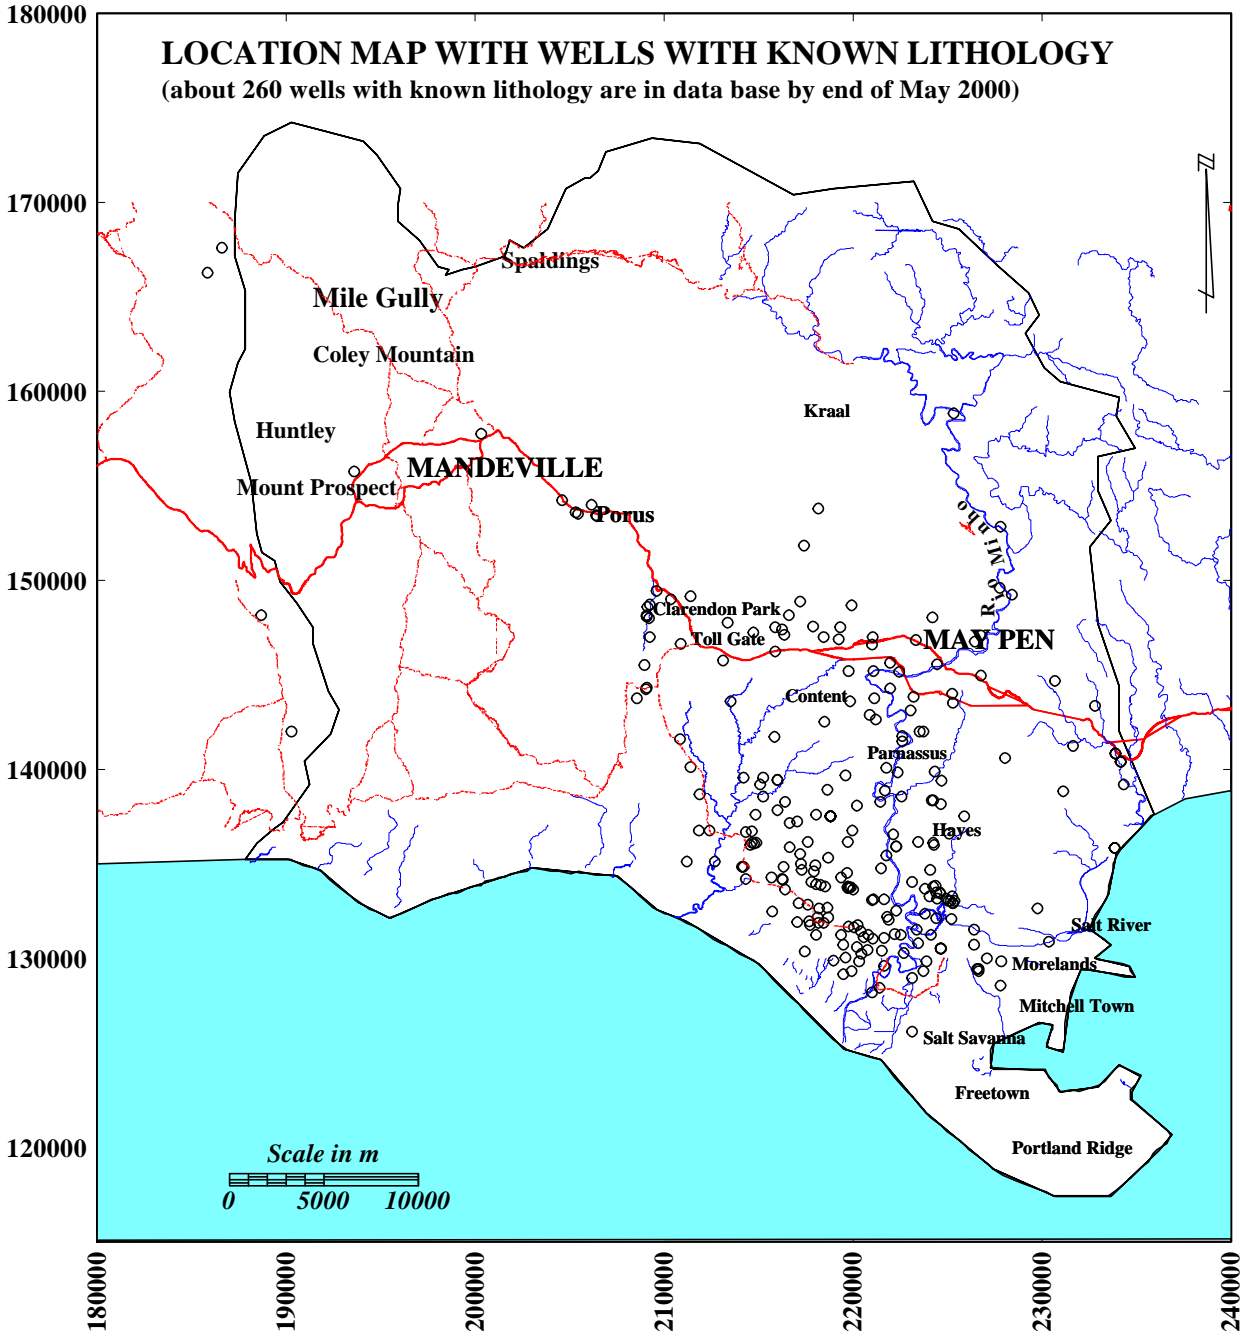 180000
LOCATION MAP WITH WELLS WITH KNOWN LITHOLOGY
(about 260 wells with known lithology are in data base by end of May 2000)
N
170000
Spaldings
Mile Gully
Coley Mountain
160000
Kraal
Huntley
MANDEVILLE
Mount Prospect
Porus
Rio Minho
150000
Clarendon Park
Toll Gate
MAY PEN
Content
Parnassus
140000
Hayes
Salt River
130000
Morelands
Mitchell Town
Salt Savanna
Freetown
120000
Portland Ridge
Scale in m
0 5000 10000
180000
190000
200000
210000
220000
230000
240000